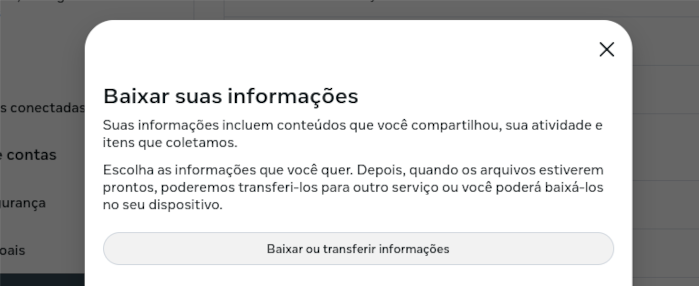 Baixar suas informações
Suas informações incluem conteúdos que você compartilhou, sua atividade e
itens que coletamos.
s conectadas
Escolha as informações que você quer. Depois, quando os arquivos estiverem
e contas
prontos, poderemos transferi-los para outro serviço ou você poderá baixá-los
no seu dispositivo.
urança
Baixar ou transferir informações
oais